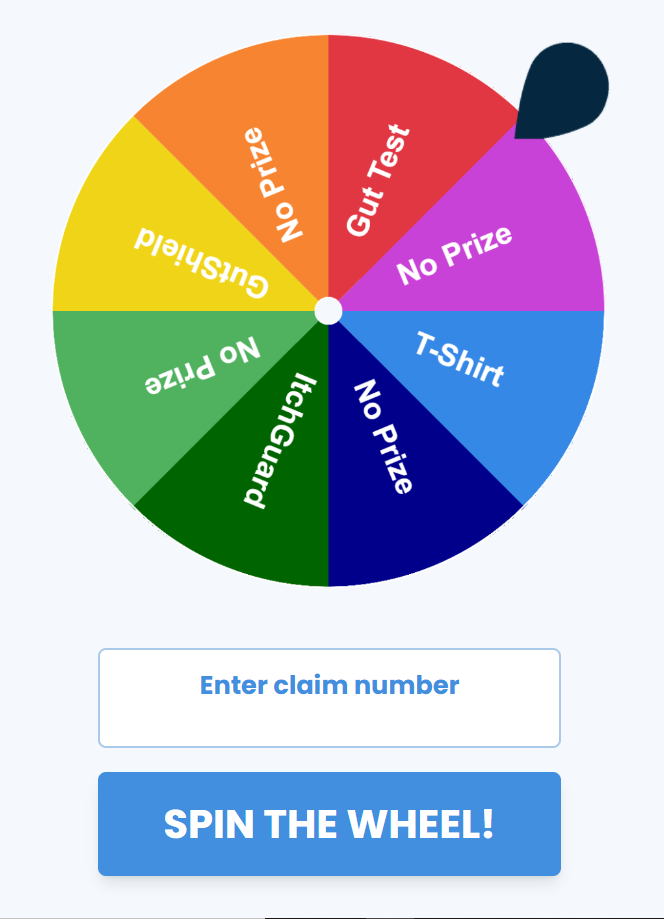 Gut Test
No Prize
T-Shirt
No Prize
ItchGuard
No Prize
GutShield
No Prize
Enter claim number
SPIN THE WHEEL!